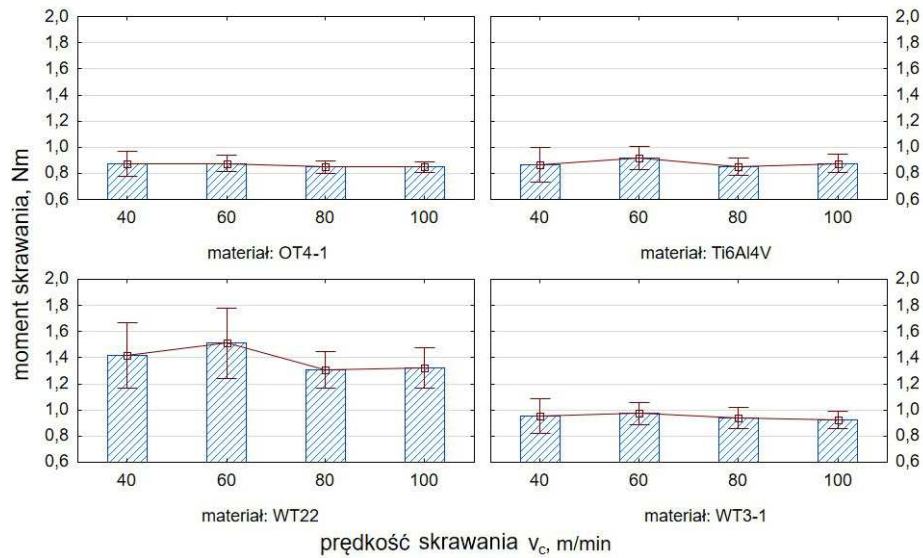 2,0 2,0
1,8 1,8
1,6 1,6
1,4 1,4
1,2 1,2
1,0 1,0
0,8 0,8
0,6 0,6
40 60 80 100 40 60 80 100
materiał: OT4-1 materiał: Ti6Al4V
moment skrawania, Nm
2,0 2,0
1,8 1,8
1,6 1,6
1,4 1,4
1,2 1,2
1,0 1,0
0,8 0,8
0,6 0,6
40 60 80 100 40 60 80 100
materiał: WT22 materiał: WT3-1
prędkość skrawania vc, m/min